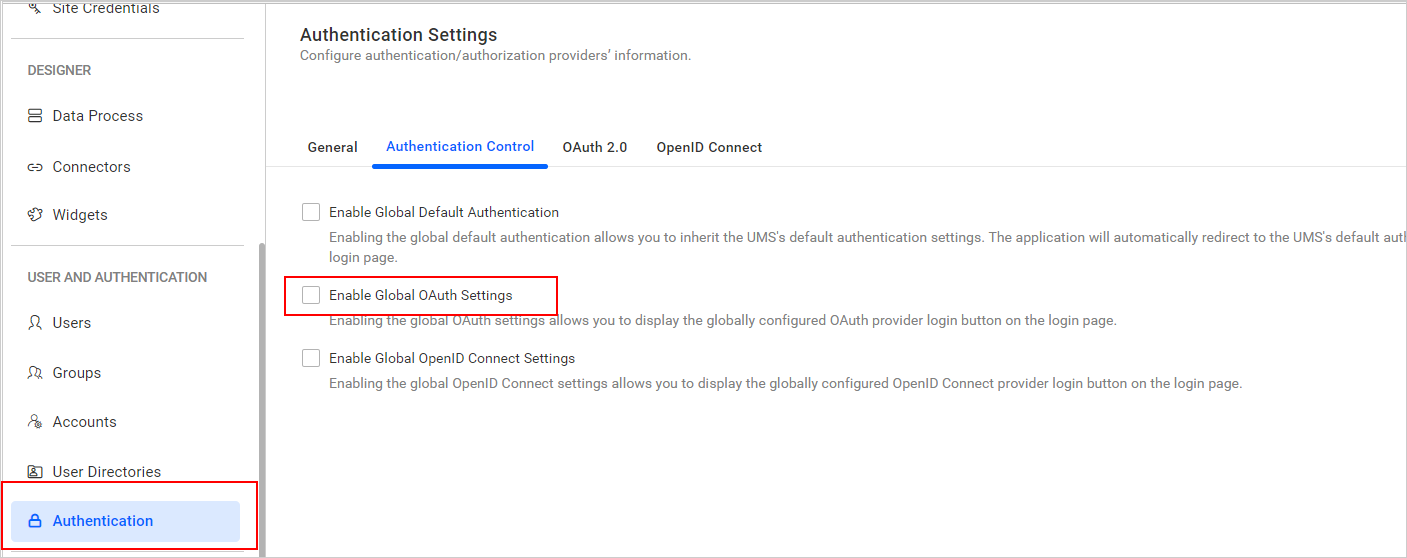 Site Credentials
DESIGNER
Data Process
Connectors
Widgets
USER AND AUTHENTICATION
Users
Groups
Accounts
User Directories
Authentication
Authentication Settings
Configure authentication/authorization providers' information.
General
Authentication Control
OAuth 2.0
OpenID Connect
Enable Global Default Authentication
Enabling the global default authentication allows you to inherit the UMS's default authentication settings. The application will automatically redirect to the UMS's default
login page.
Enable Global OAuth Settings
Enabling the global OAuth settings allows you to display the globally configured OAuth provider login button on the login page.
Enable Global OpenID Connect Settings
Enabling the global OpenID Connect settings allows you to display the globally configured OpenID Connect provider login button on the login page.